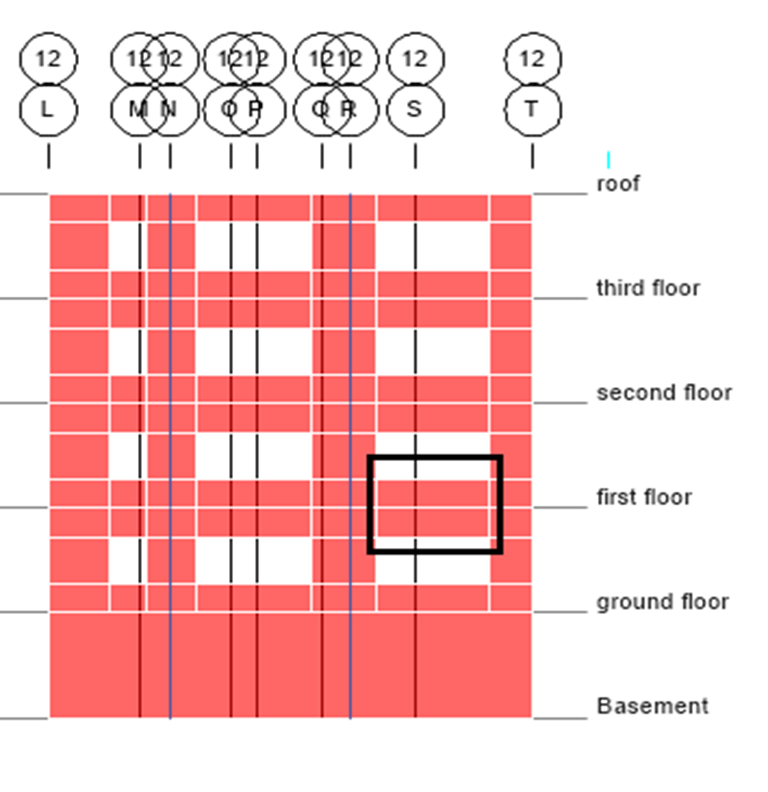 12 12 12 12 12 12 12 12 12
L M N O P Q R S T
roof
third floor
second floor
first floor
ground floor
Basement